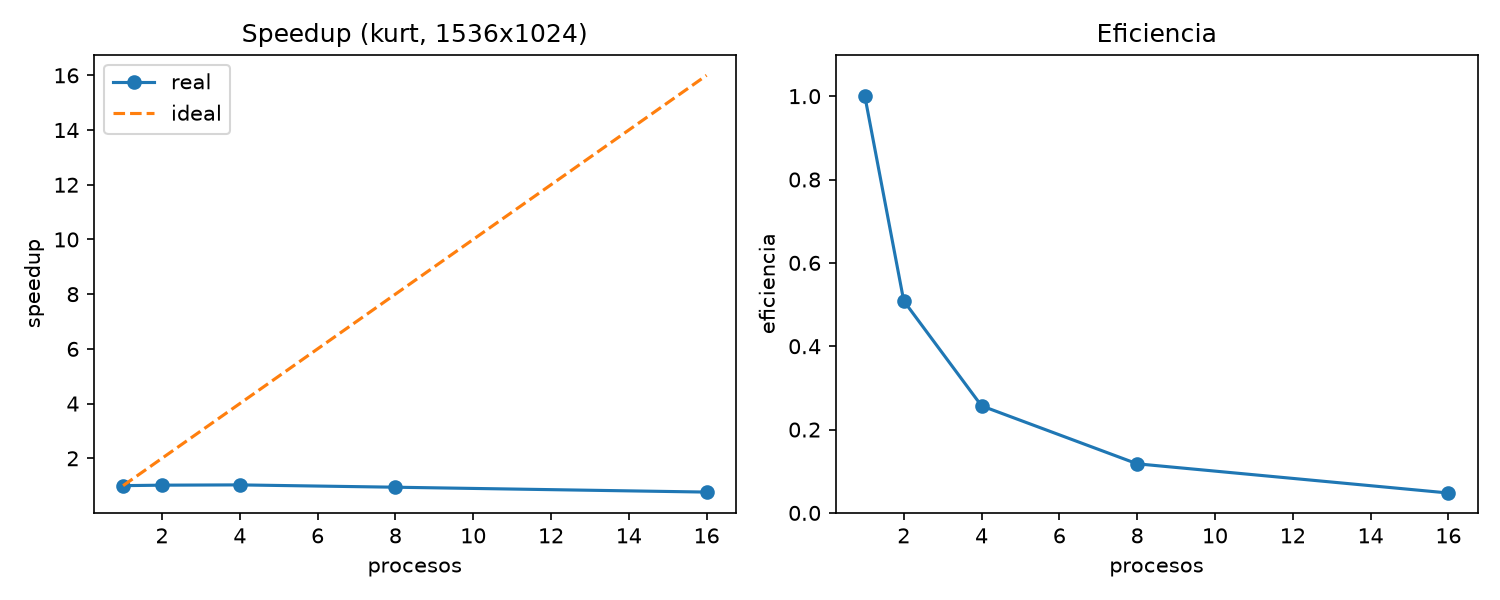 Speedup (kurt, 1536x1024)
real
ideal
16
14
12
10
8
6
4
2
speedup
2 4 6 8 10 12 14 16
procesos
Eficiencia
1.0
0.8
0.6
0.4
0.2
0.0
eficiencia
2 4 6 8 10 12 14 16
procesos